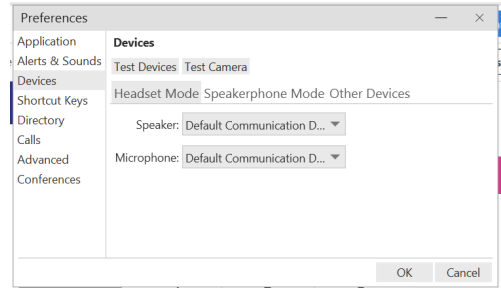 Preferences
Application
Alerts & Sounds
Devices
Shortcut Keys
Directory
Calls
Advanced
Conferences
Devices
Test Devices Test Camera
Headset Mode Speakerphone Mode Other Devices
Speaker: Default Communication D...
Microphone: Default Communication D...
OK Cancel